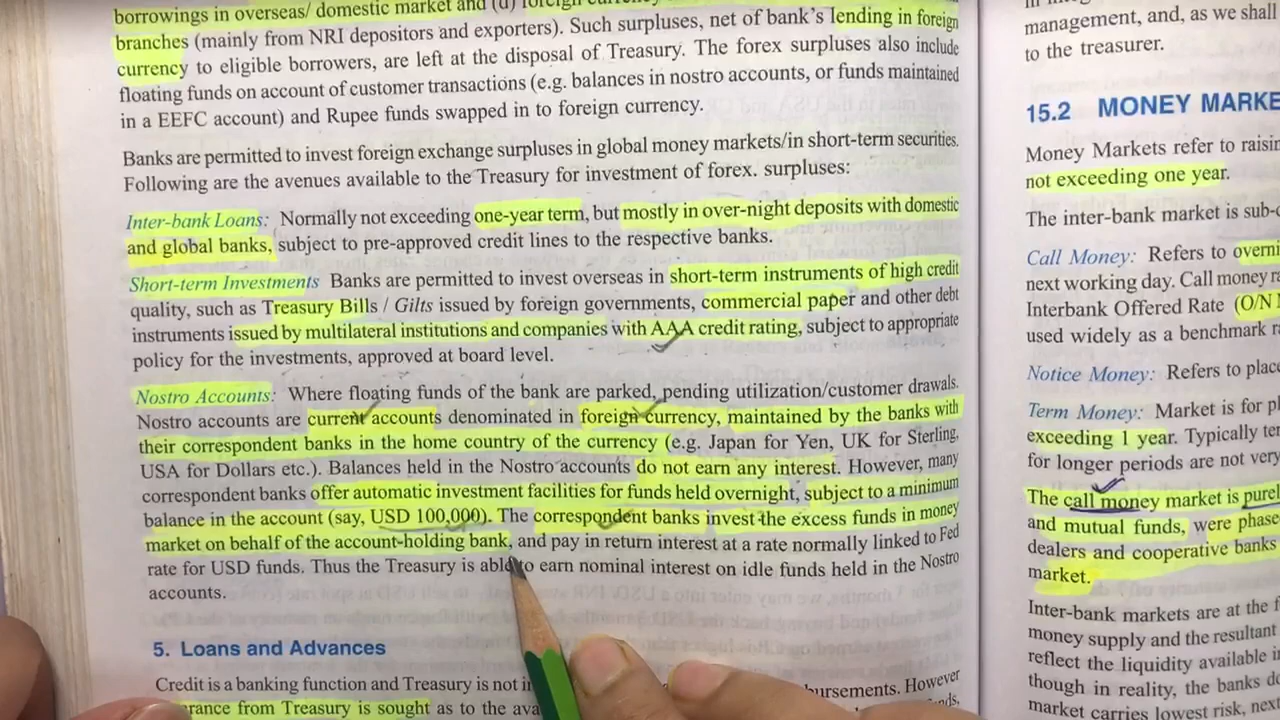 borrowings in overseas/ domestic market and (d)
branches (mainly from NRI depositors and exporters). Such surpluses, net of bank's lending in foreign
currency to eligible borrowers, are left at the disposal of Treasury. The forex surpluses also include
floating funds on account of customer transactions (e.g. balances in nostro accounts, or funds maintained
in a EEFC account) and Rupee funds swapped in to foreign currency.
Banks are permitted to invest foreign exchange surpluses in global money markets/in short-term securities.
Following are the avenues available to the Treasury for investment of forex. surpluses:
Inter-bank Loans: Normally not exceeding one-year term, but mostly in over-night deposits with domestic
and global banks, subject to pre-approved credit lines to the respective banks.
Short-term Investments Banks are permitted to invest overseas in short-term instruments of high credit
quality, such as Treasury Bills / Gilts issued by foreign governments, commercial paper and other debt
instruments issued by multilateral institutions and companies with AAA credit rating, subject to appropriate
policy for the investments, approved at board level.
Nostro Accounts: Where floating funds of the bank are parked, pending utilization/customer drawals.
Nostro accounts are current accounts denominated in foreign currency, maintained by the banks with
their correspondent banks in the home country of the currency (e.g. Japan for Yen, UK for Sterling,
USA for Dollars etc.). Balances held in the Nostro accounts do not earn any interest. However, many
correspondent banks offer automatic investment facilities for funds held overnight, subject to a minimum
balance in the account (say, USD 100,000). The correspondent banks invest the excess funds in money
market on behalf of the account-holding bank, and pay in return interest at a rate normally linked to Fed
rate for USD funds. Thus the Treasury is able to earn nominal interest on idle funds held in the Nostro
accounts.
5. Loans and Advances
Credit is a banking function and Treasury is not
However
from Treasury is sought as to the
management, and, as we shall
to the treasurer.
15.2 MONEY
Money Markets refer to
not exceeding one year.
The inter-bank market is
Call Money: Refers to
next working day. Call money
Interbank Offered Rate (O/N
used widely as a benchmark
Notice Money: Refers to
Term Money: Market is for
exceeding 1 year. Typically
for longer periods are not very
The call money market is
and mutual funds, were
dealers and cooperative banks
market.
Inter-bank markets are at the
money supply and the resultant
reflect the liquidity available
though in reality, the banks
market carries lowest risk,